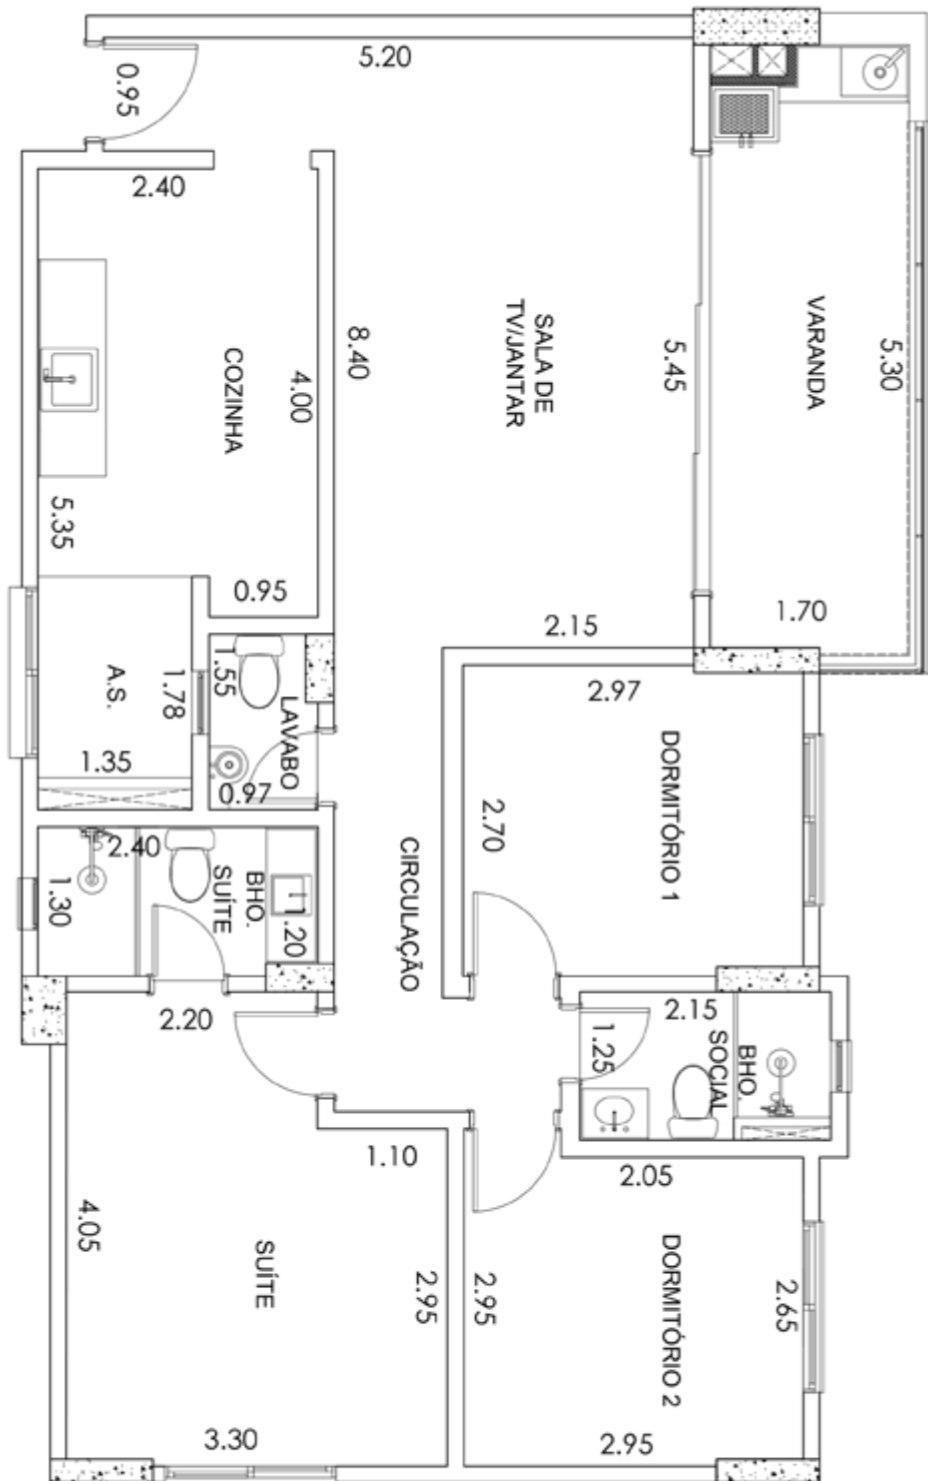 5.20
0.95
2.40
8.40
4.00
COZINHA
5.35
0.95
SALA DE
TV/JANTAR
5.45
VARANDA
5.30
1.70
2.15
2.97
DORMITÓRIO 1
2.70
A.S.
1.78
1.35
1.55
LAVABO
0.97
CIRCULAÇÃO
2.40
1.30
BHO.
SUÍTE
1.20
2.20
2.15
1.25
BHO.
SOCIAL
1.10
4.05
SUÍTE
2.95
3.30
2.05
2.95
DORMITÓRIO 2
2.65
2.95